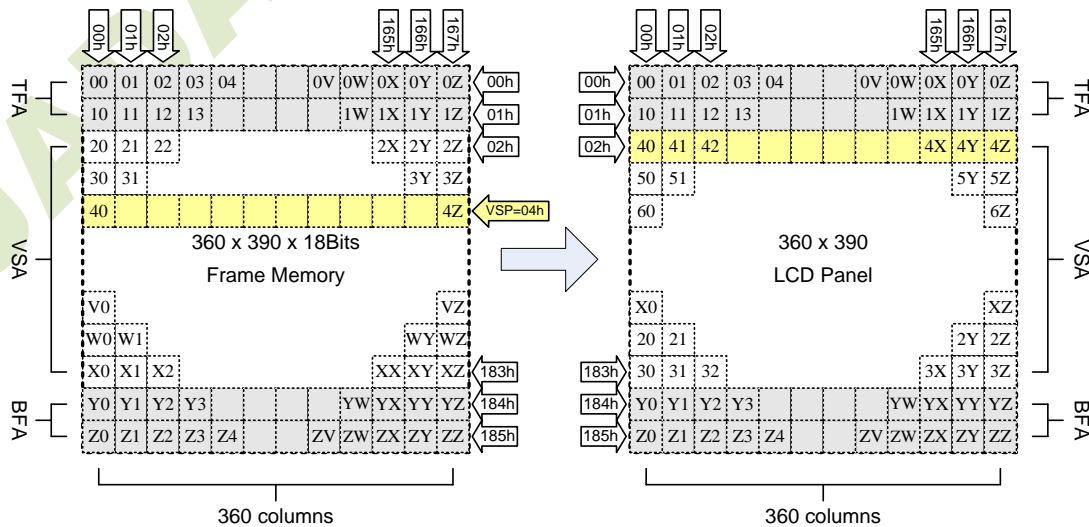 00h 01h 02h 165h 166h 167h 00h 01h 02h 165h 166h 167h
TFA 00 01 02 03 04 0V 0W 0X 0Y 0Z 00h 00h 00 01 02 03 04 0V 0W 0X 0Y 0Z TFA
10 11 12 13 1W 1X 1Y 1Z 01h 01h 10 11 12 13 1W 1X 1Y 1Z
20 21 22 2X 2Y 2Z 02h 02h 40 41 42 4X 4Y 4Z
30 31 3Y 3Z 50 51 5Y 5Z
40 4Z VSP=04h 60 6Z
VSA 360 x 390 x 18Bits 360 x 390 VSA
Frame Memory LCD Panel
V0 VZ X0 XZ
W0 W1 WY WZ 20 21 2Y 2Z
X0 X1 X2 XX XY XZ 183h 183h 30 31 32 3X 3Y 3Z
BFA Y0 Y1 Y2 Y3 YW YX YY YZ 184h 184h Y0 Y1 Y2 Y3 YW YX YY YZ BFA
Z0 Z1 Z2 Z3 Z4 ZV ZW ZX ZY ZZ 185h 185h Z0 Z1 Z2 Z3 Z4 ZV ZW ZX ZY ZZ
360 columns 360 columns